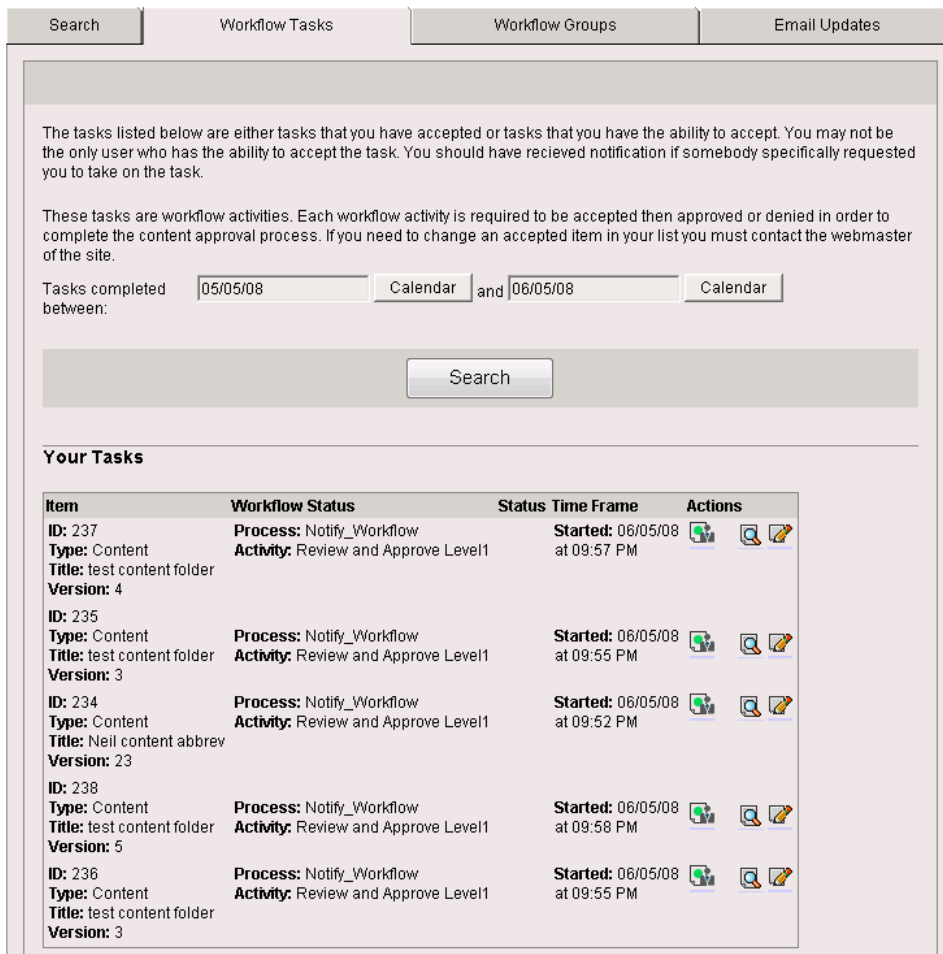 Search Workflow Tasks Workflow Groups Email Updates
The tasks listed below are either tasks that you have accepted or tasks that you have the ability to accept. You may not be
the only user who has the ability to accept the task. You should have recieved notification if somebody specifically requested
you to take on the task.
These tasks are workflow activities. Each workflow activity is required to be accepted then approved or denied in order to
complete the content approval process. If you need to change an accepted item in your list you must contact the webmaster
of the site.
Tasks completed 05/05/08 Calendar and 06/05/08 Calendar
between:
Search
Your Tasks
Item Workflow Status Status Time Frame Actions
ID: 237 Process: Notify_Workflow Started: 06/05/08
Type: Content Activity: Review and Approve Level1 at 09:57 PM
Title: test content folder
Version: 4
ID: 235
Type: Content Process: Notify_Workflow Started: 06/05/08
Title: test content folder Activity: Review and Approve Level1 at 09:55 PM
Version: 3
ID: 234 Process: Notify_Workflow Started: 06/05/08
Type: Content Activity: Review and Approve Level1 at 09:52 PM
Title: Neil content abbrev
Version: 23
ID: 238
Type: Content Process: Notify_Workflow Started: 06/05/08
Title: test content folder Activity: Review and Approve Level1 at 09:58 PM
Version: 5
ID: 236 Process: Notify_Workflow Started: 06/05/08
Type: Content Activity: Review and Approve Level1 at 09:55 PM
Title: test content folder
Version: 3